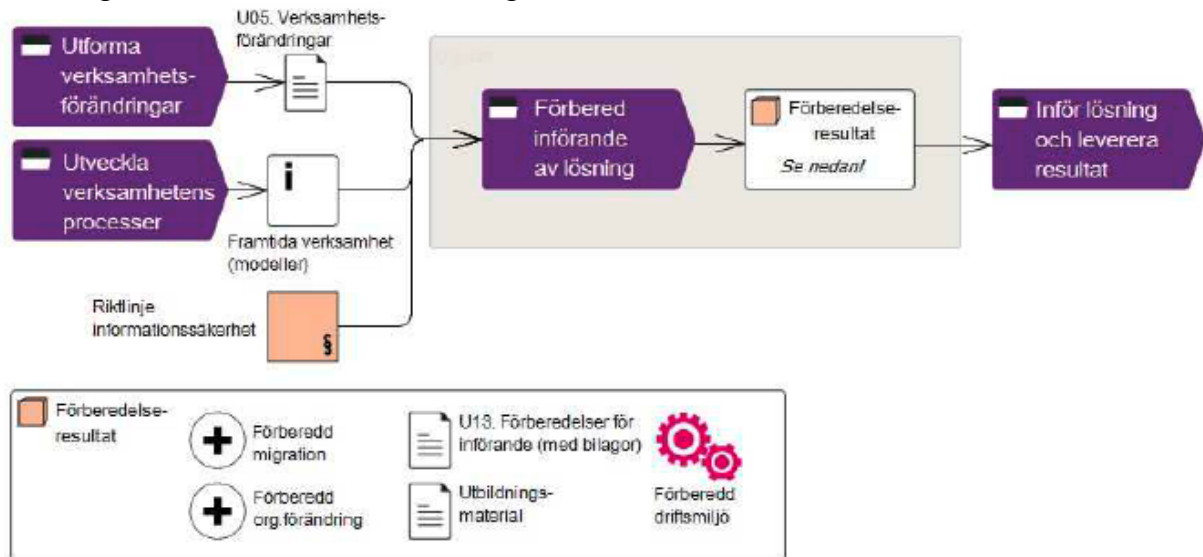 U05. Verksamhets-
förändringar
Utforma
verksamhets-
förändringar
Utveckla
verksamhetens
processer
i
Framtida verksamhet
(modeller)
Riktlinje
informationssäkerhet
§
Förbered
införande
av lösning
Förberedelse-
resultat
Se nedan!
Inför lösning
och leverera
resultat
Förberedelse-
resultat
Förberedd
migration
Förberedd
org.förändring
U13. Förberedelser för
införande (med bilagor)
Utbildnings-
material
Förberedd
driftsmiljö